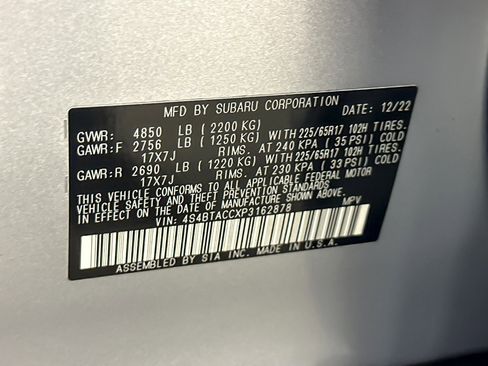 MFD BY SUBARU CORPORATION DATE: 12/22
GVWR: 4850 LB ( 2200 KG)
GAWR:F 2756 LB ( 1250 KG) WITH 225/65R17 102H TIRES,
17X7J RIMS, AT 240 KPA ( 35 PSI) COLD
GAWR:R 2690 LB ( 1220 KG) WITH 225/65R17 102H TIRES,
17X7J RIMS, AT 230 KPA ( 33 PSI) COLD
THIS VEHICLE CONFORMS TO ALL APPLICABLE FEDERAL MOTOR
VEHICLE SAFETY AND THEFT PREVENTION STANDARDS IN EFFECT
ON THE DATE OF MANUFACTURE SHOWN ABOVE.
VIN: 4S4BTACCXP3162878 MPV
ASSEMBLED BY SIA INC. MADE IN U.S.A.